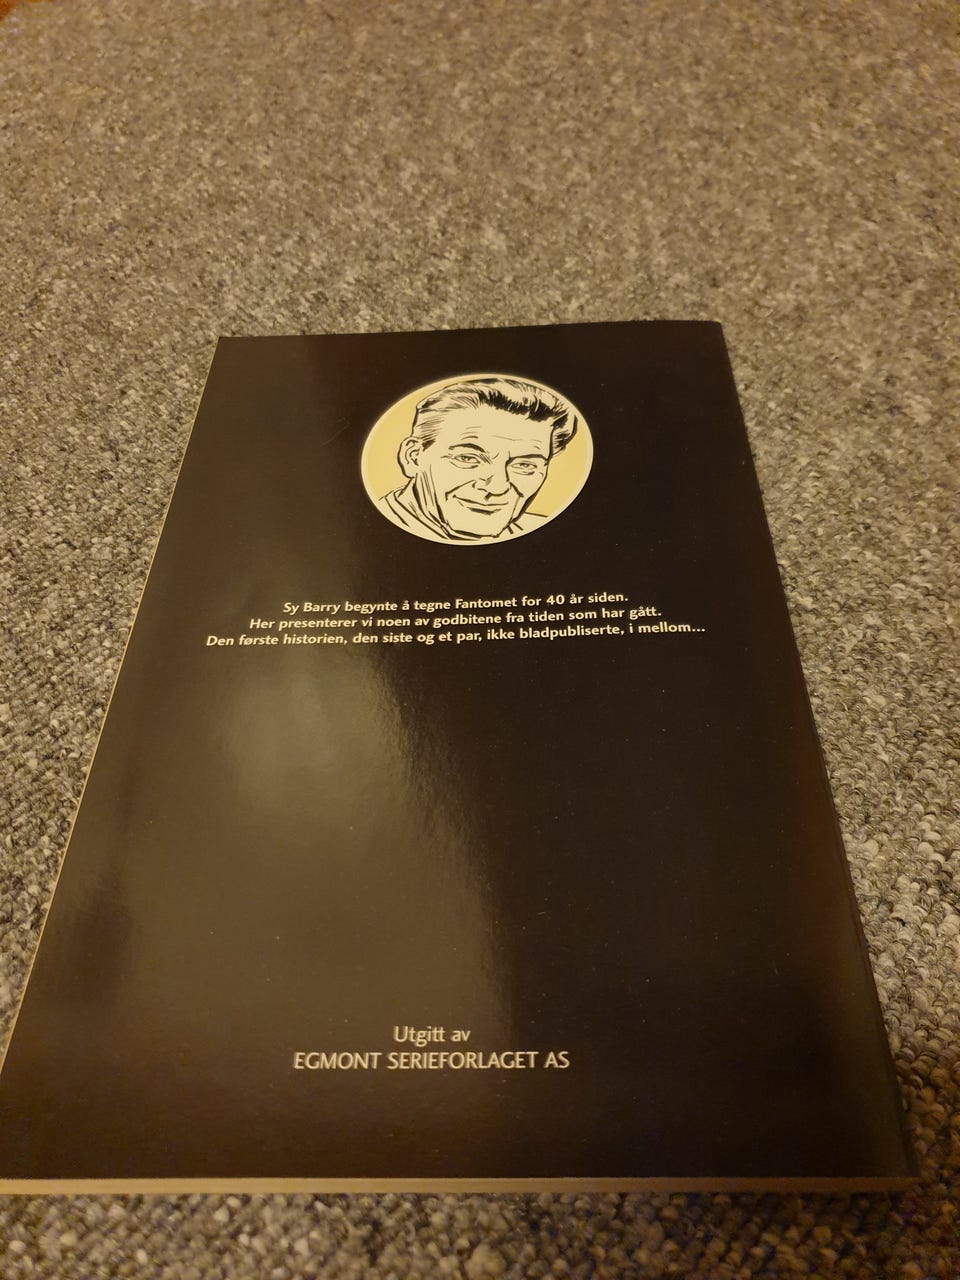 Sy Barry begynte å tegne Fantomet for 40 år siden.
Her presenterer vi noen av godbitene fra tiden som har gått.
Den første historien, den siste og et par, ikke bladpubliserte, i mellom...
Utgitt av
EGMONT SERIEFORLAGET AS